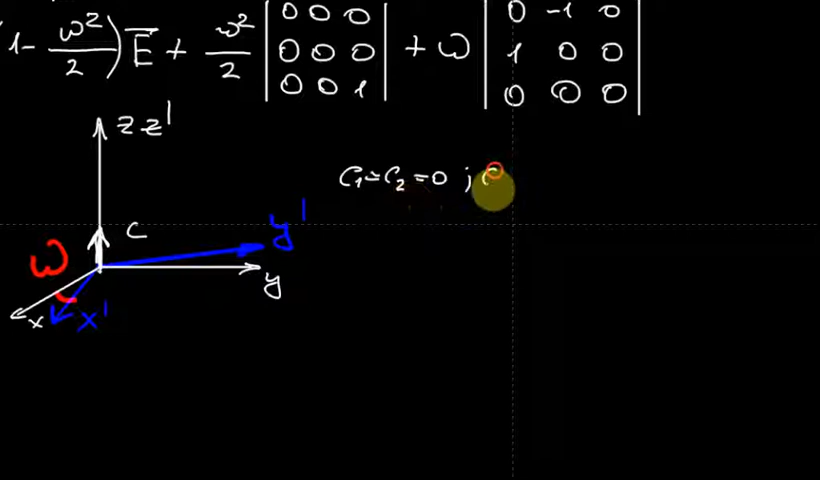 1 - ω²/2) E̅ + ω²/2 | 0 0 0 | + ω | 0 -1 0 |
| 0 0 0 | | 1 0 0 |
| 0 0 1 | | 0 0 0 |
z z'
C₁=C₂=0 ; C
c
y'
ω
y
x x'